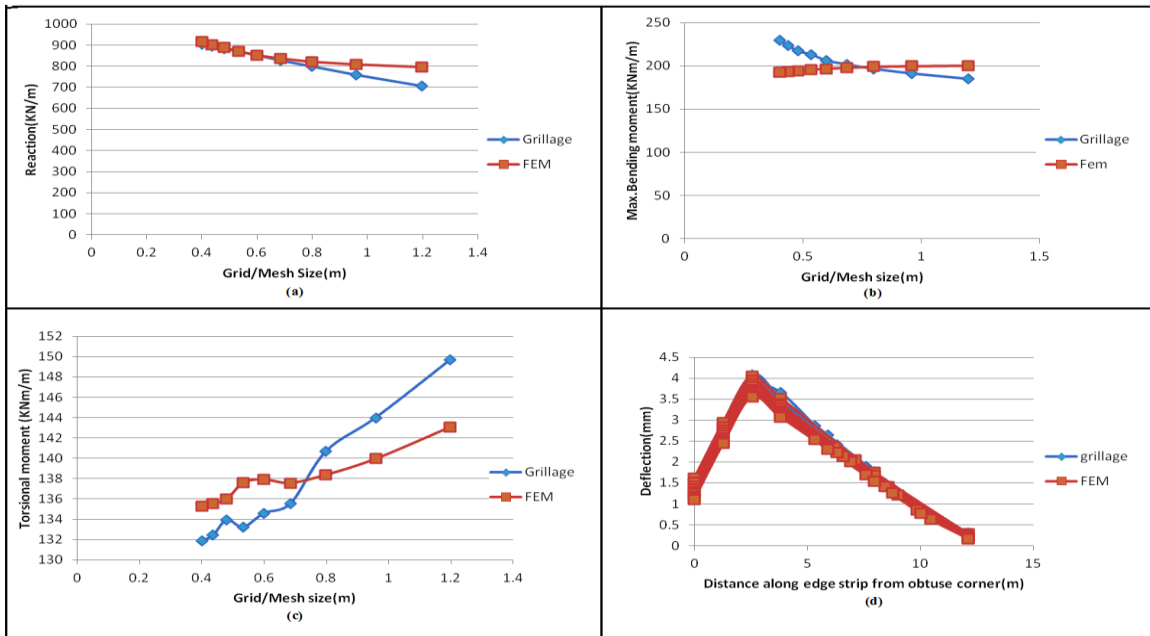 1000
900
800
700
600
500
400
300
200
100
0
Reaction(KN/m)
0 0.2 0.4 0.6 0.8 1 1.2 1.4
Grid/Mesh Size(m)
(a)
Grillage
FEM
250
200
150
100
50
0
Max.Bending moment(KNm/m)
0 0.5 1 1.5
Grid/Mesh size(m)
(b)
Grillage
Fem
152
150
148
146
144
142
140
138
136
134
132
130
Torsional moment (KNm/m)
0 0.2 0.4 0.6 0.8 1 1.2 1.4
Grid/Mesh size(m)
(c)
Grillage
FEM
4.5
4
3.5
3
2.5
2
1.5
1
0.5
0
Deflection(mm)
0 5 10 15
Distance along edge strip from obtuse corner(m)
(d)
grillage
FEM